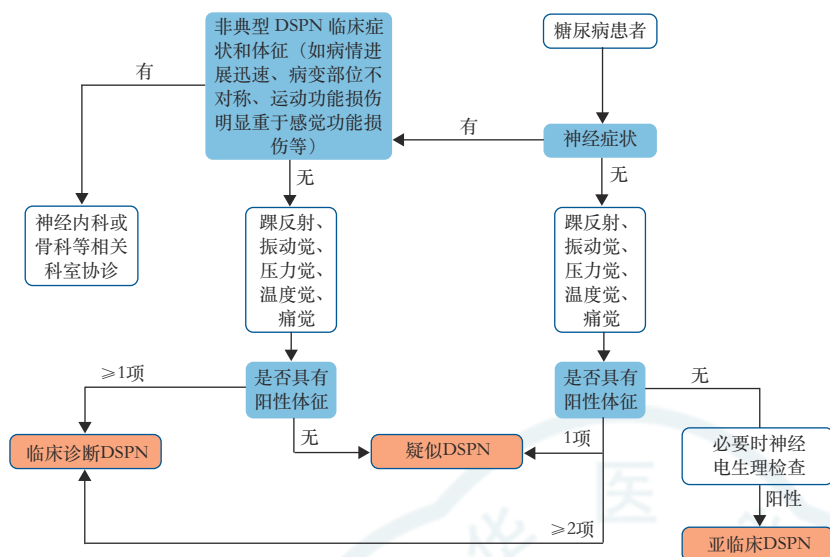 非典型 DSPN 临床症
状和体征（如病情进
展迅速、病变部位不
对称、运动功能损伤
明显重于感觉功能损
伤等）
糖尿病患者
有
有
神经症状
无
无
神经内科或
骨科等相关
科室协诊
踝反射、
振动觉、
压力觉、
温度觉、
痛觉
踝反射、
振动觉、
压力觉、
温度觉、
痛觉
≥1项
是否具有
阳性体征
是否具有
阳性体征
无
无
1项
临床诊断DSPN
疑似DSPN
必要时神经
电生理检查
阳性
≥2项
亚临床DSPN
华
医